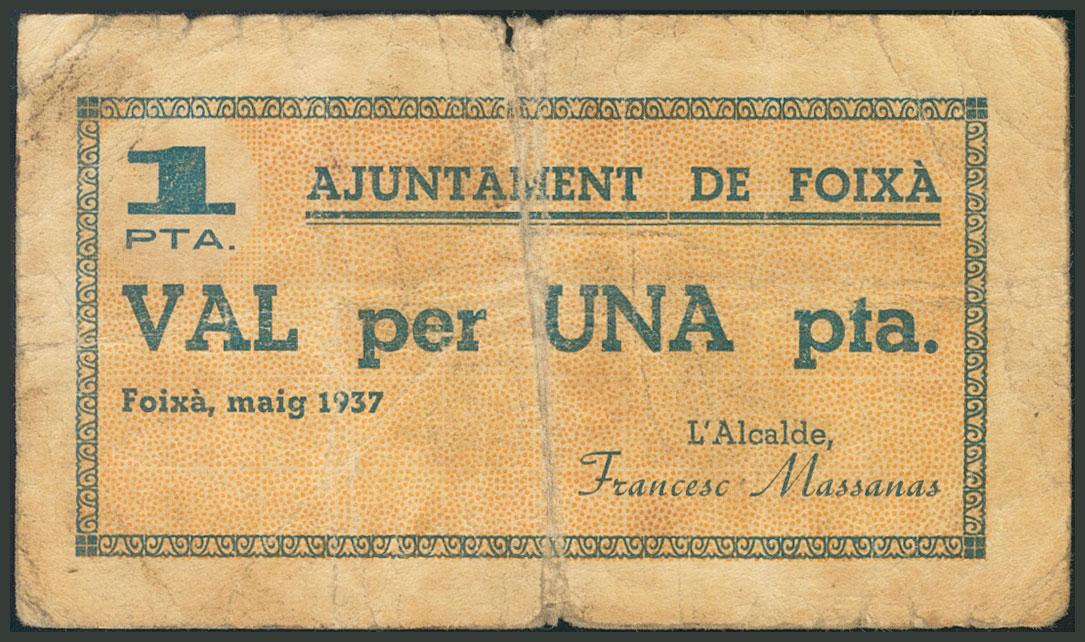 1
PTA.
AJUNTAMENT DE FOIXÀ
VAL per UNA pta.
Foixà, maig 1937
L'Alcalde,
Francesc Massanas